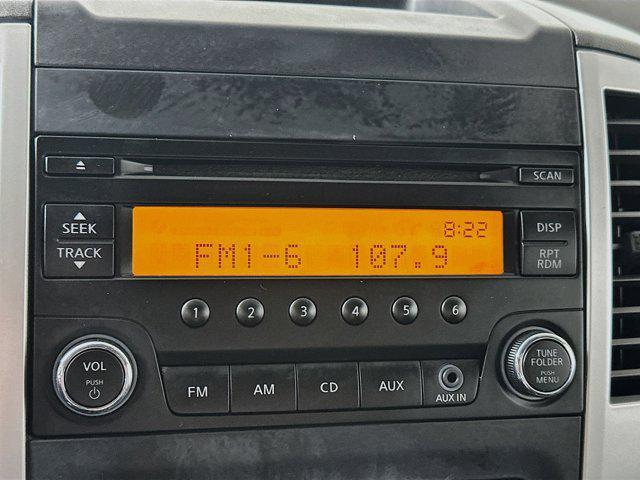 SCAN
SEEK
TRACK
8:22
FM1-6 107.9
DISP
RPT
RDM
1 2 3 4 5 6
VOL
PUSH
FM AM CD AUX
AUX IN
TUNE
FOLDER
PUSH
MENU